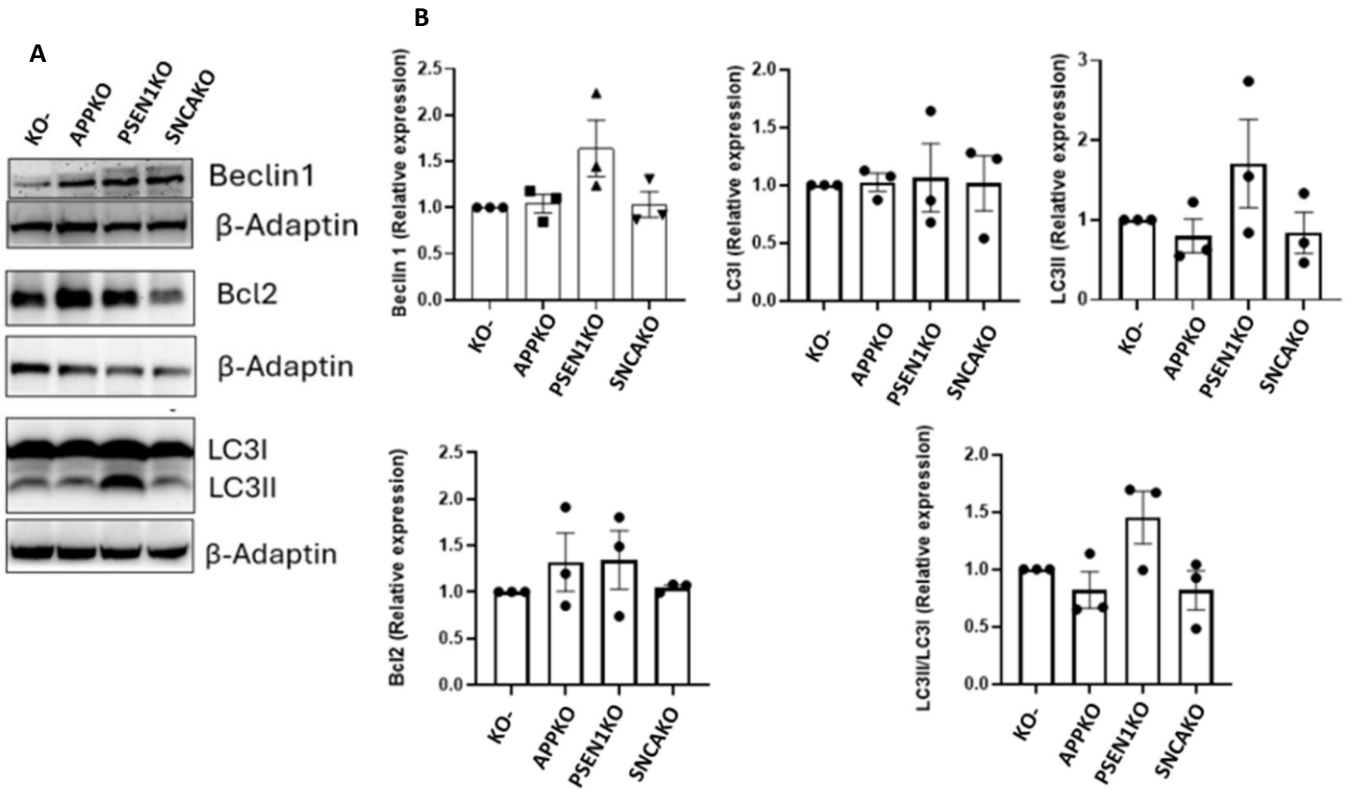 A
KO-
APPKO
PSEN1KO
SNCAKO
Beclin1
β-Adaptin
Bcl2
β-Adaptin
LC3I
LC3II
β-Adaptin
B
Beclin 1 (Relative expression)
2.5
2.0
1.5
1.0
0.5
0.0
KO-
APPKO
PSEN1KO
SNCAKO
LC3I (Relative expression)
2.0
1.5
1.0
0.5
0.0
KO-
APPKO
PSEN1KO
SNCAKO
LC3II (Relative expression)
3
2
1
0
KO-
APPKO
PSEN1KO
SNCAKO
Bcl2 (Relative expression)
2.5
2.0
1.5
1.0
0.5
0.0
KO-
APPKO
PSEN1KO
SNCAKO
LC3II/LC3I (Relative expression)
2.0
1.5
1.0
0.5
0.0
KO-
APPKO
PSEN1KO
SNCAKO